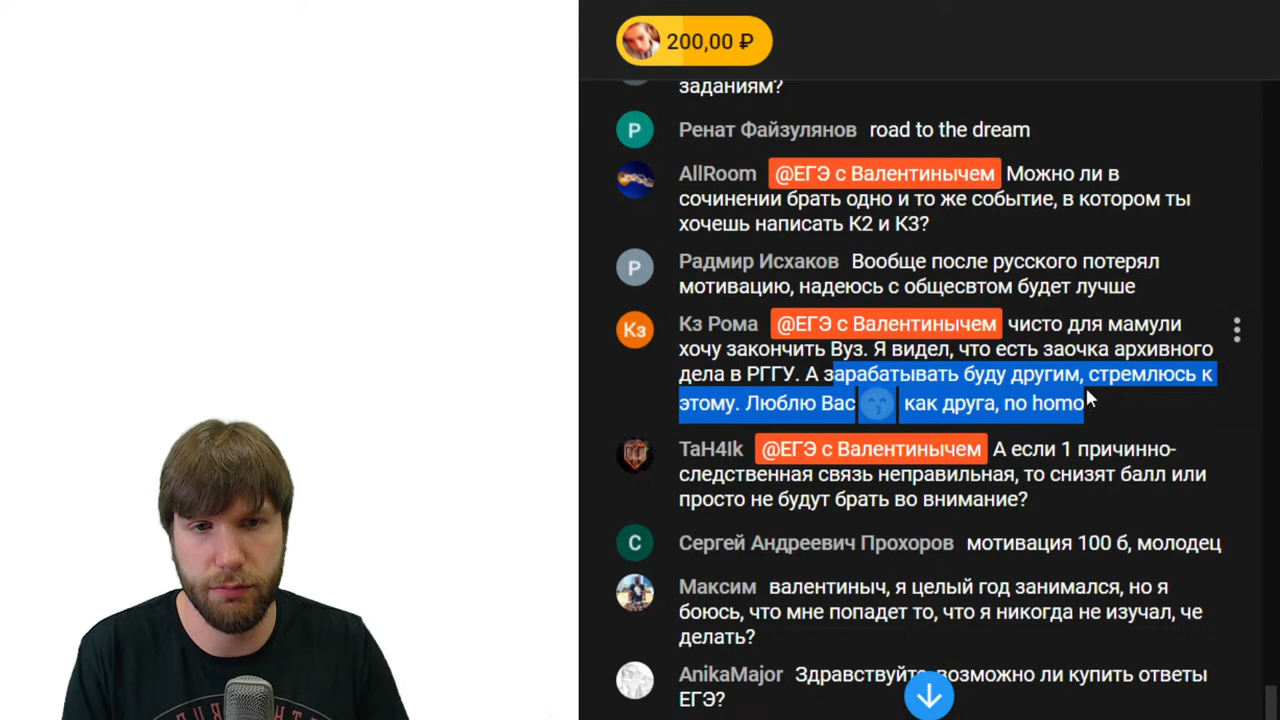 200,00 ₽
заданиям?
Ренат Файзулянов road to the dream
AllRoom @ЕГЭ с Валентинычем Можно ли в
сочинении брать одно и то же событие, в котором ты
хочешь написать К2 и К3?
Радмир Исхаков Вообще после русского потерял
мотивацию, надеюсь с общесвтом будет лучше
Кз Кз Рома @ЕГЭ с Валентинычем чисто для мамули
хочу закончить Вуз. Я видел, что есть заочка архивного
дела в РГГУ. А зарабатывать буду другим, стремлюсь к
этому. Люблю Вас как друга, no homo
TaH4Ik @ЕГЭ с Валентинычем А если 1 причинно-
следственная связь неправильная, то снизят балл или
просто не будут брать во внимание?
С Сергей Андреевич Прохоров мотивация 100 б, молодец
Максим валентиныч, я целый год занимался, но я
боюсь, что мне попадет то, что я никогда не изучал, че
делать?
AnikaMajor Здравствуйте возможно ли купить ответы
ЕГЭ?